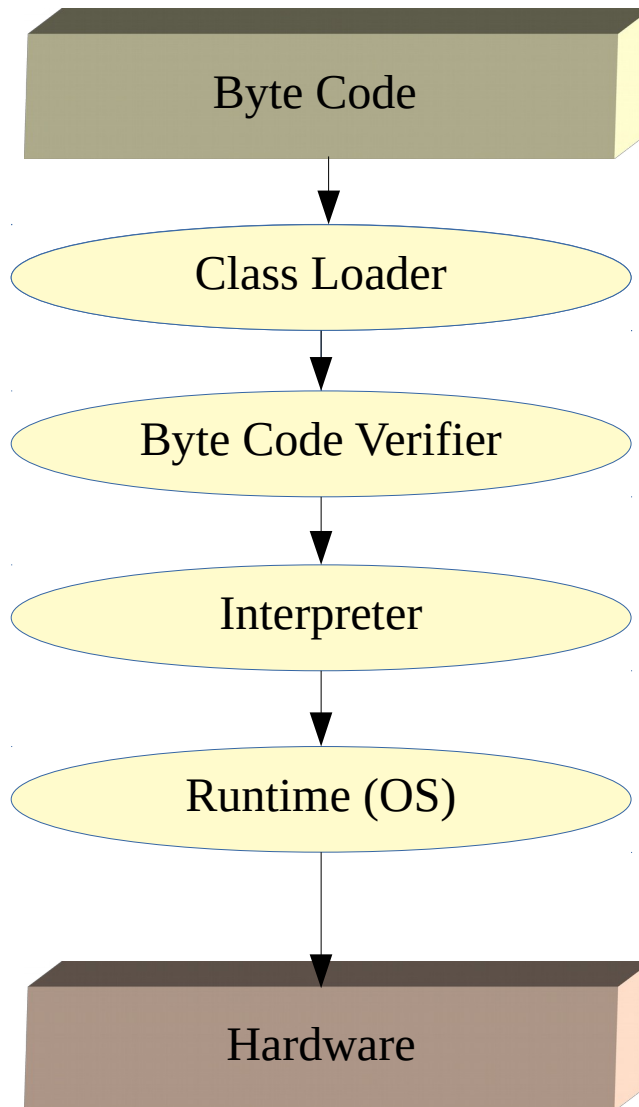 Byte Code
Class Loader
Byte Code Verifier
Interpreter
Runtime (OS)
Hardware